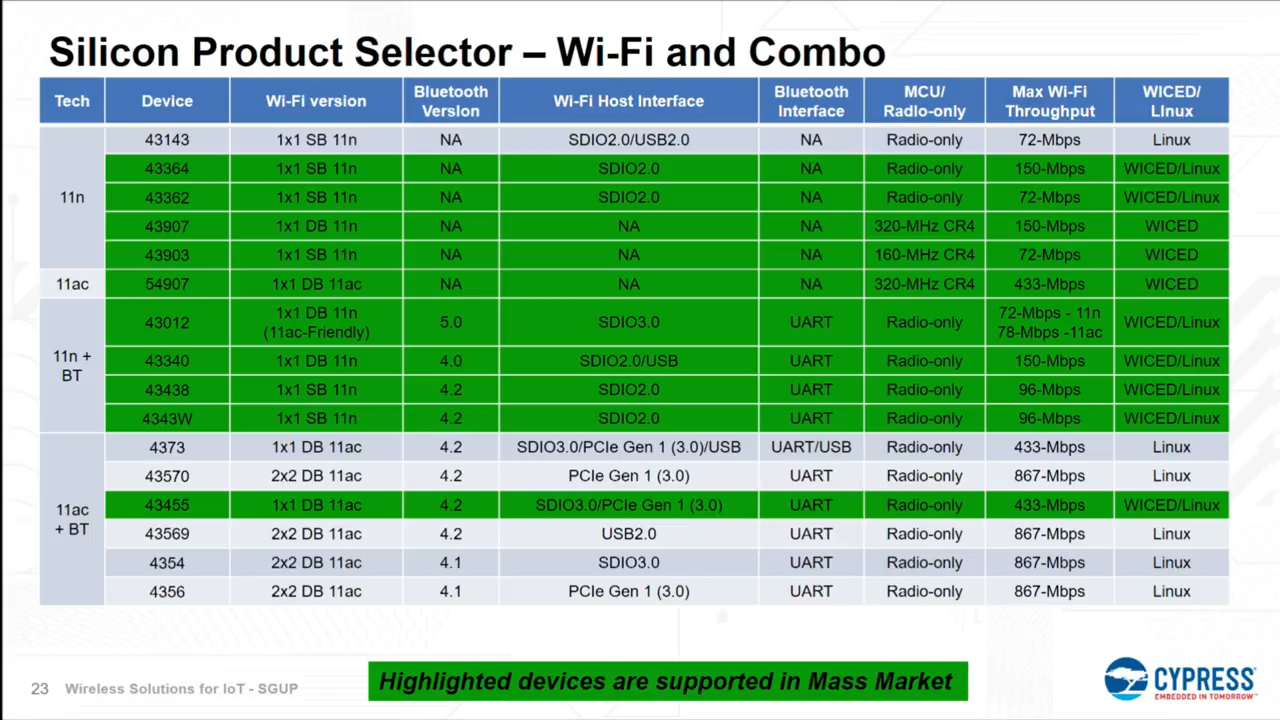 Silicon Product Selector – Wi-Fi and Combo
Tech Device Wi-Fi version Bluetooth Version Wi-Fi Host Interface Bluetooth Interface MCU/ Radlo-only Max Wi-Fi Throughput WICED/ LInux
11n
43143 1x1 SB 11n NA SDIO2.0/USB2.0 NA Radio-only 72-Mbps Linux
43364 1x1 SB 11n NA SDIO2.0 NA Radio-only 150-Mbps WICED/Linux
43362 1x1 SB 11n NA SDIO2.0 NA Radio-only 72-Mbps WICED/Linux
43907 1x1 DB 11n NA NA NA 320-MHz CR4 150-Mbps WICED
43903 1x1 SB 11n NA NA NA 160-MHz CR4 72-Mbps WICED
11ac 54907 1x1 DB 11ac NA NA NA 320-MHz CR4 433-Mbps WICED
11n + BT
43012 1x1 DB 11n (11ac-Friendly) 5.0 SDIO3.0 UART Radio-only 72-Mbps - 11n 78-Mbps -11ac WICED/Linux
43340 1x1 DB 11n 4.0 SDIO2.0/USB UART Radio-only 150-Mbps WICED/Linux
43438 1x1 SB 11n 4.2 SDIO2.0 UART Radio-only 96-Mbps WICED/Linux
4343W 1x1 SB 11n 4.2 SDIO2.0 UART Radio-only 96-Mbps WICED/Linux
11ac + BT
4373 1x1 DB 11ac 4.2 SDIO3.0/PCIe Gen 1 (3.0)/USB UART/USB Radio-only 433-Mbps Linux
43570 2x2 DB 11ac 4.2 PCIe Gen 1 (3.0) UART Radio-only 867-Mbps Linux
43455 1x1 DB 11ac 4.2 SDIO3.0/PCIe Gen 1 (3.0) UART Radio-only 433-Mbps WICED/Linux
43569 2x2 DB 11ac 4.2 USB2.0 UART Radio-only 867-Mbps Linux
4354 2x2 DB 11ac 4.1 SDIO3.0 UART Radio-only 867-Mbps Linux
4356 2x2 DB 11ac 4.1 PCIe Gen 1 (3.0) UART Radio-only 867-Mbps Linux
Highlighted devices are supported in Mass Market
23 Wireless Solutions for IoT - SGUP
CYPRESS
EMBEDDED IN TOMORROW™